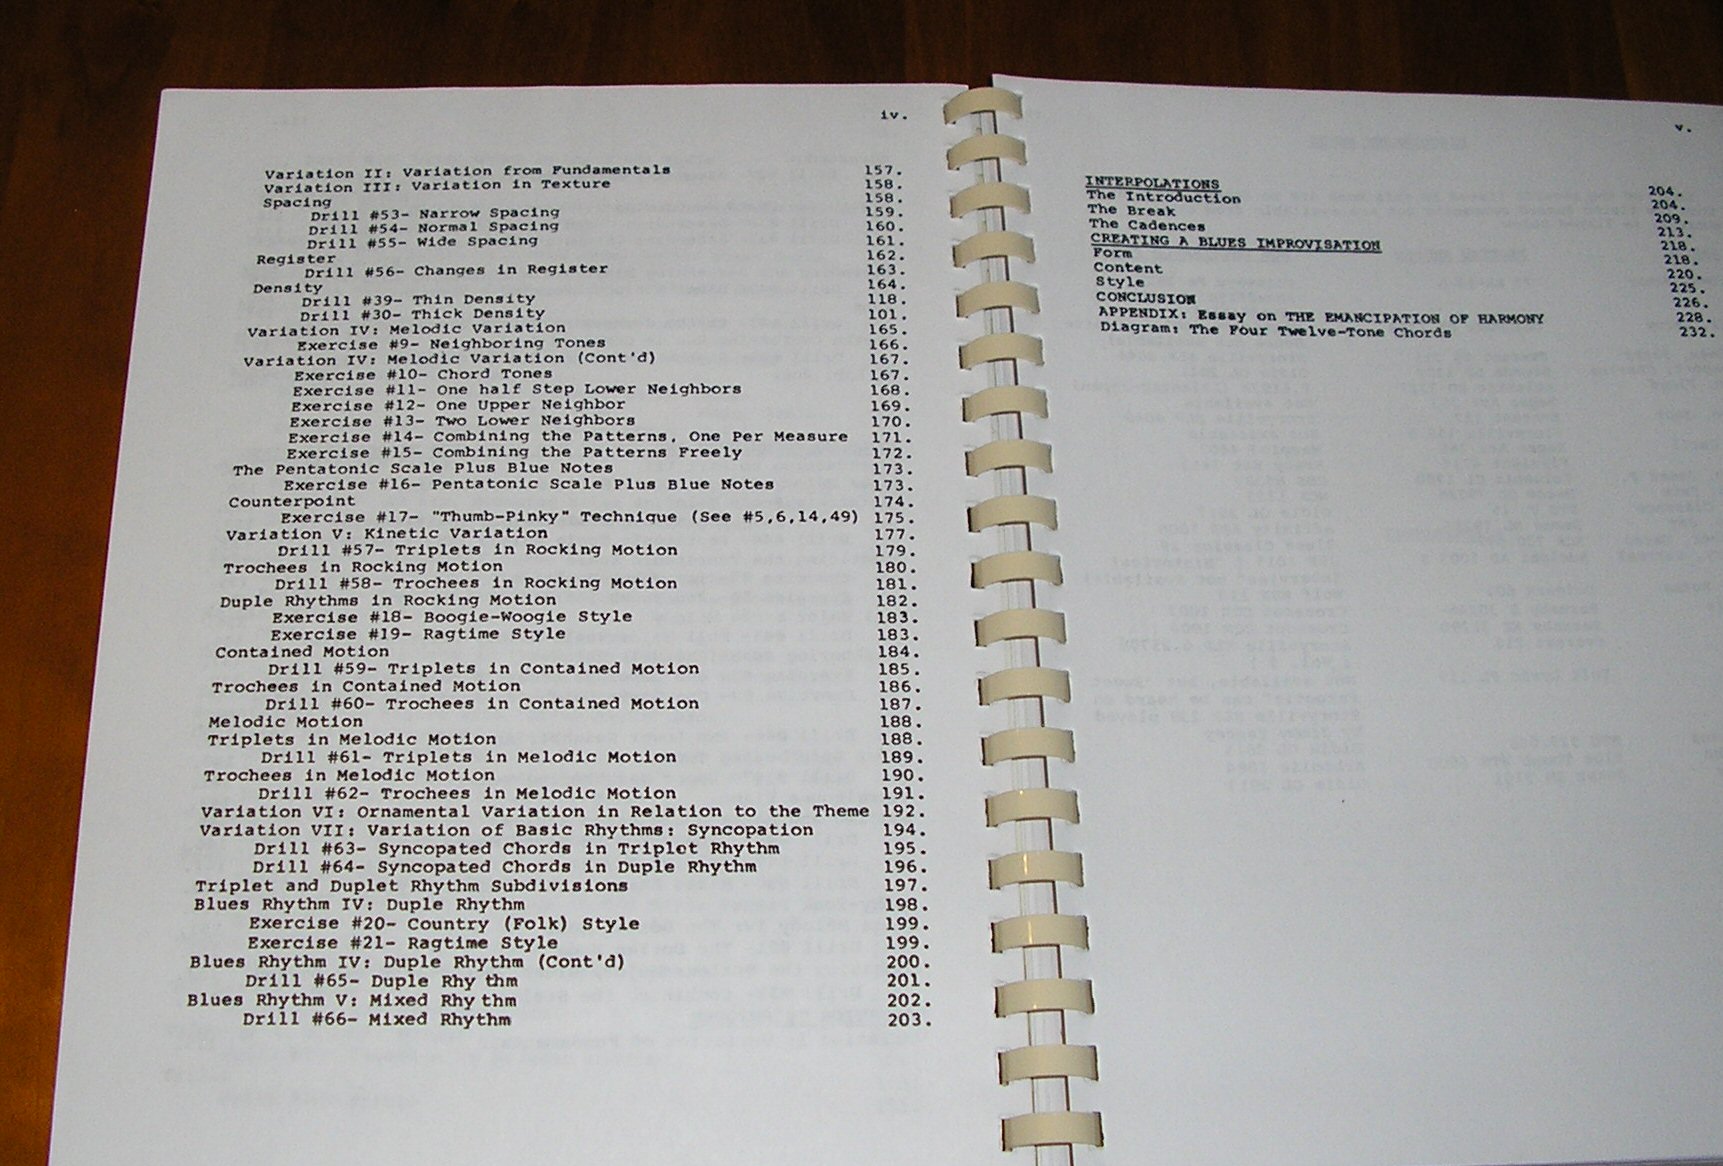 iv.
Variation II: Variation from Fundamentals 157.
Variation III: Variation in Texture 158.
Spacing 158.
Drill #53- Narrow Spacing 159.
Drill #54- Normal Spacing 160.
Drill #55- Wide Spacing 161.
Register 162.
Drill #56- Changes in Register 163.
Density 164.
Drill #39- Thin Density 118.
Drill #30- Thick Density 101.
Variation IV: Melodic Variation 165.
Exercise #9- Neighboring Tones 166.
Variation IV: Melodic Variation (Cont'd) 167.
Exercise #10- Chord Tones 167.
Exercise #11- One half Step Lower Neighbors 168.
Exercise #12- One Upper Neighbor 169.
Exercise #13- Two Lower Neighbors 170.
Exercise #14- Combining the Patterns, One Per Measure 171.
Exercise #15- Combining the Patterns Freely 172.
The Pentatonic Scale Plus Blue Notes 173.
Exercise #16- Pentatonic Scale Plus Blue Notes 173.
Counterpoint 174.
Exercise #17- "Thumb-Pinky" Technique (See #5,6,14,49) 175.
Variation V: Kinetic Variation 177.
Drill #57- Triplets in Rocking Motion 179.
Trochees in Rocking Motion 180.
Drill #58- Trochees in Rocking Motion 181.
Duple Rhythms in Rocking Motion 182.
Exercise #18- Boogie-Woogie Style 183.
Exercise #19- Ragtime Style 183.
Contained Motion 184.
Drill #59- Triplets in Contained Motion 185.
Trochees in Contained Motion 186.
Drill #60- Trochees in Contained Motion 187.
Melodic Motion 188.
Triplets in Melodic Motion 188.
Drill #61- Triplets in Melodic Motion 189.
Trochees in Melodic Motion 190.
Drill #62- Trochees in Melodic Motion 191.
Variation VI: Ornamental Variation in Relation to the Theme 192.
Variation VII: Variation of Basic Rhythms: Syncopation 194.
Drill #63- Syncopated Chords in Triplet Rhythm 195.
Drill #64- Syncopated Chords in Duple Rhythm 196.
Triplet and Duplet Rhythm Subdivisions 197.
Blues Rhythm IV: Duple Rhythm 198.
Exercise #20- Country (Folk) Style 199.
Exercise #21- Ragtime Style 199.
Blues Rhythm IV: Duple Rhythm (Cont'd) 200.
Drill #65- Duple Rhy thm 201.
Blues Rhythm V: Mixed Rhy thm 202.
Drill #66- Mixed Rhythm 203.
v.
INTERPOLATIONS 204.
The Introduction 204.
The Break 209.
The Cadences 213.
CREATING A BLUES IMPROVISATION 218.
Form 218.
Content 220.
Style 225.
CONCLUSION 226.
APPENDIX: Essay on THE EMANCIPATION OF HARMONY 228.
Diagram: The Four Twelve-Tone Chords 232.